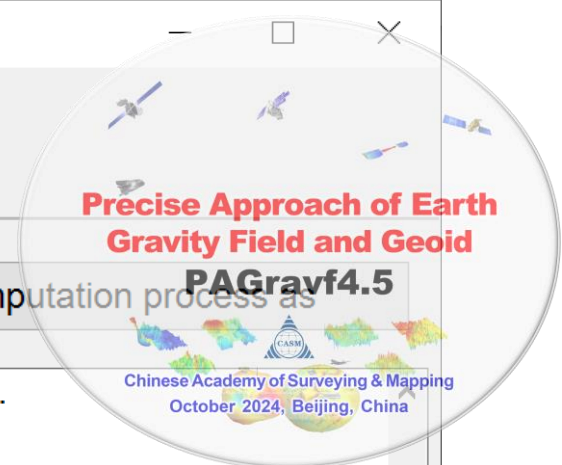 Precise Approach of Earth
Gravity Field and Geoid
PAGravf4.5
putation process as
CASM
Chinese Academy of Surveying & Mapping
October 2024, Beijing, China